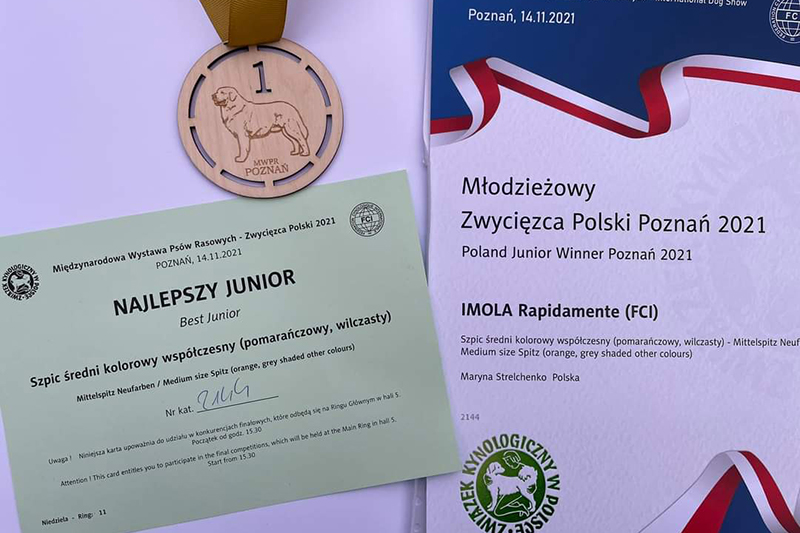 1
MWPR
POZNAŃ
Międzynarodowa Wystawa Psów Rasowych - Zwycięzca Polski 2021
POZNAŃ, 14.11.2021
FCI
ZWIĄZEK KYNOLOGICZNY W POLSCE
NAJLEPSZY JUNIOR
Best Junior
Szpic średni kolorowy współczesny (pomarańczowy, wilczasty)
Mittelspitz Neufarben / Medium size Spitz (orange, grey shaded other colours)
Nr kat. 2144
Uwaga ! Niniejsza karta upoważnia do udziału w konkurencjach finałowych, które odbędą się na Ringu Głównym w hali 5.
Początek od godz. 15.30
Attention ! This card entitles you to participate in the final competitions, which will be held at the Main Ring in hall 5.
Start from 15.30
Niedziela - Ring: 11
International Dog Show
Poznań, 14.11.2021
FCI
Młodzieżowy
Zwycięzca Polski Poznań 2021
Poland Junior Winner Poznań 2021
IMOLA Rapidamente (FCI)
Szpic średni kolorowy współczesny (pomarańczowy, wilczasty) - Mittelspitz Neuf
Medium size Spitz (orange, grey shaded other colours)
Maryna Strelchenko Polska
2144
ZWIĄZEK KYNOLOGICZNY W POLSCE